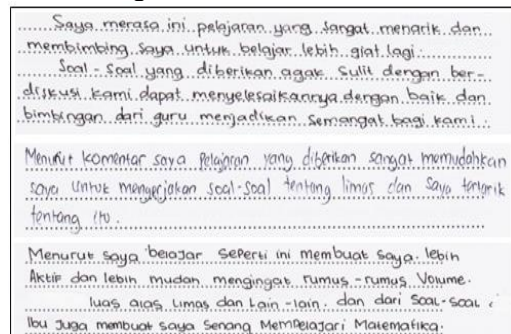 Saya merasa ini pelajaran yang sangat menarik dan
membimbing saya untuk belajar lebih giat lagi.
Soal-Soal yang diberikan agak sulit dengan ber-
diskusi kami dapat menyelesaikannya dengan baik dan
bimbingan dari guru menjadikan semangat bagi kami.
Menurut komentar saya pelajaran yang diberikan sangat memudahkan
saya untuk mengerjakan soal-soal tentang limas dan saya tertarik
tentang itu.
Menurut saya belajar seperti ini membuat saya lebih
Aktif dan lebih mudah mengingat rumus-rumus Volume.
luas alas Limas dan Lain-lain. dan dari Soal-Soal
Ibu Juga membuat saya Senang Mempelajari Matematika.